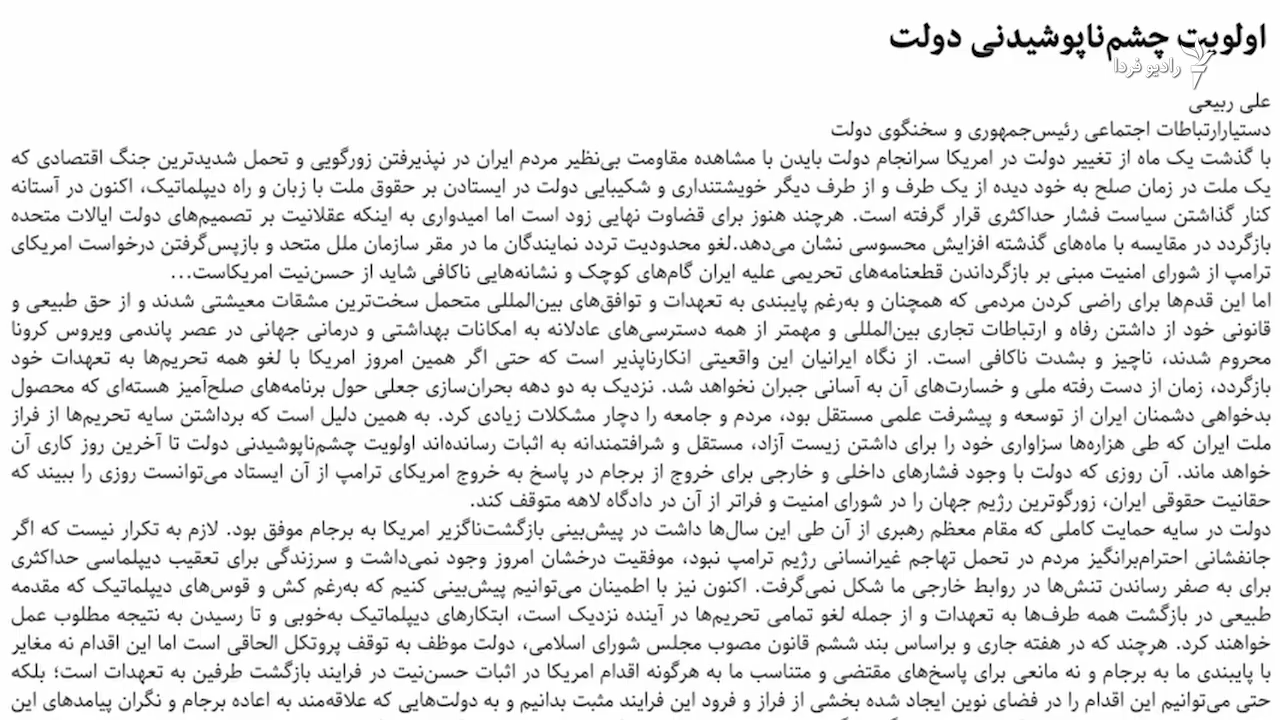 اولویت چشم‌ناپوشیدنی دولت
رادیو فردا
علی ربیعی
دستیارارتباطات اجتماعی رئیس‌جمهوری و سخنگوی دولت
با گذشت یک ماه از تغییر دولت در امریکا سرانجام دولت بایدن با مشاهده مقاومت بی‌نظیر مردم ایران در نپذیرفتن زورگویی و تحمل شدیدترین جنگ اقتصادی که
یک ملت در زمان صلح به خود دیده از یک طرف و از طرف دیگر خویشتنداری و شکیبایی دولت در ایستادن بر حقوق ملت با زبان و راه دیپلماتیک، اکنون در آستانه
کنار گذاشتن سیاست فشار حداکثری قرار گرفته است. هرچند هنوز برای قضاوت نهایی زود است اما امیدواری به اینکه عقلانیت بر تصمیم‌های دولت ایالات متحده
بازگردد در مقایسه با ماه‌های گذشته افزایش محسوسی نشان می‌دهد.لغو محدودیت تردد نمایندگان ما در مقر سازمان ملل متحد و بازپس‌گرفتن درخواست امریکای
ترامپ از شورای امنیت مبنی بر بازگرداندن قطعنامه‌های تحریمی علیه ایران گام‌های کوچک و نشانه‌هایی ناکافی شاید از حسن‌نیت امریکاست...
اما این قدم‌ها برای راضی کردن مردمی که همچنان و به‌رغم پایبندی به تعهدات و توافق‌های بین‌المللی متحمل سخت‌ترین مشقات معیشتی شدند و از حق طبیعی و
قانونی خود از داشتن رفاه و ارتباطات تجاری بین‌المللی و مهمتر از همه دسترسی‌های عادلانه به امکانات بهداشتی و درمانی جهانی در عصر پاندمی ویروس کرونا
محروم شدند، ناچیز و بشدت ناکافی است. از نگاه ایرانیان این واقعیتی انکارناپذیر است که حتی اگر همین امروز امریکا با لغو همه تحریم‌ها به تعهدات خود
بازگردد، زمان از دست رفته ملی و خسارت‌های آن به آسانی جبران نخواهد شد. نزدیک به دو دهه بحران‌سازی جعلی حول برنامه‌های صلح‌آمیز هسته‌ای که محصول
بدخواهی دشمنان ایران از توسعه و پیشرفت علمی مستقل بود، مردم و جامعه را دچار مشکلات زیادی کرد. به همین دلیل است که برداشتن سایه تحریم‌ها از فراز
ملت ایران که طی هزاره‌ها سزاواری خود را برای داشتن زیست آزاد، مستقل و شرافتمندانه به اثبات رسانده‌اند اولویت چشم‌ناپوشیدنی دولت تا آخرین روز کاری آن
خواهد ماند. آن روزی که دولت با وجود فشارهای داخلی و خارجی برای خروج از برجام در پاسخ به خروج امریکای ترامپ از آن ایستاد می‌توانست روزی را ببیند که
حقانیت حقوقی ایران، زورگوترین رژیم جهان را در شورای امنیت و فراتر از آن در دادگاه لاهه متوقف کند.
دولت در سایه حمایت کاملی که مقام معظم رهبری از آن طی این سال‌ها داشت در پیش‌بینی بازگشت‌ناگزیر امریکا به برجام موفق بود. لازم به تکرار نیست که اگر
جانفشانی احترام‌برانگیز مردم در تحمل تهاجم غیرانسانی رژیم ترامپ نبود، موفقیت درخشان امروز وجود نمی‌داشت و سرزندگی برای تعقیب دیپلماسی حداکثری
برای به صفر رساندن تنش‌ها در روابط خارجی ما شکل نمی‌گرفت. اکنون نیز با اطمینان می‌توانیم پیش‌بینی کنیم که به‌رغم کش و قوس‌های دیپلماتیک که مقدمه
طبیعی در بازگشت همه طرف‌ها به تعهدات و از جمله لغو تمامی تحریم‌ها در آینده نزدیک است، ابتکارهای دیپلماتیک به‌خوبی و تا رسیدن به نتیجه مطلوب عمل
خواهند کرد. هرچند که در هفته جاری و براساس بند ششم قانون مصوب مجلس شورای اسلامی، دولت موظف به توقف پروتکل الحاقی است اما این اقدام نه مغایر
با پایبندی ما به برجام و نه مانعی برای پاسخ‌های مقتضی و متناسب ما به هرگونه اقدام امریکا در اثبات حسن‌نیت در فرایند بازگشت طرفین به تعهدات است؛ بلکه
حتی می‌توانیم این اقدام را در فضای نوین ایجاد شده بخشی از فراز و فرود این فرایند مثبت بدانیم و به دولت‌هایی که علاقه‌مند به اعاده برجام و نگران پیامدهای این